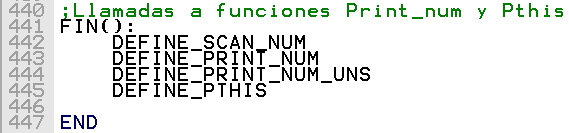 440 ;Llamadas a funciones Print_num y Pthis
441 FIN():
442 DEFINE_SCAN_NUM
443 DEFINE_PRINT_NUM
444 DEFINE_PRINT_NUM_UNS
445 DEFINE_PTHIS
446
447 END